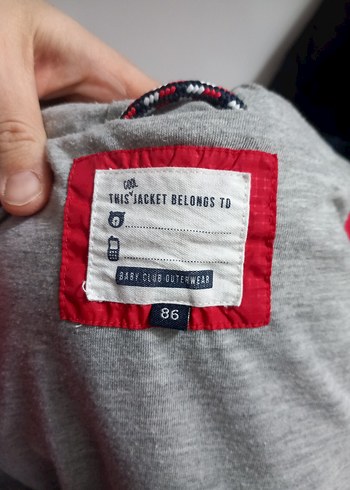 COOL
THIS JACKET BELONGS TO
BABY CLUB OUTERWEAR
86